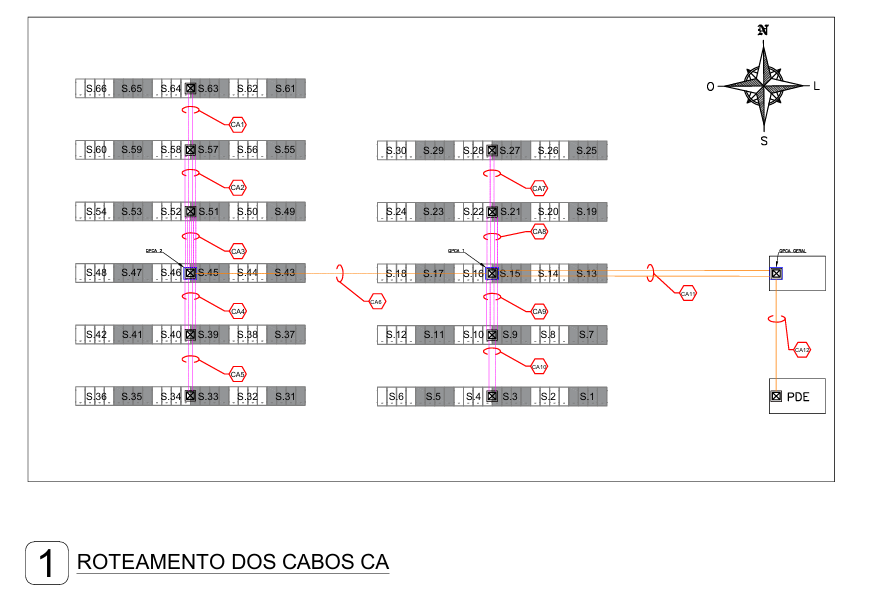 N
O
L
S
S.66 S.65 S.64 S.63 S.62 S.61
CA1
S.60 S.59 S.58 S.57 S.56 S.55
S.30 S.29 S.28 S.27 S.26 S.25
CA2
CA7
S.54 S.53 S.52 S.51 S.50 S.49
S.24 S.23 S.22 S.21 S.20 S.19
CA8
CA3
QPCA 2
QPCA 1
QPCA GERAL
S.48 S.47 S.46 S.45 S.44 S.43
S.18 S.17 S.16 S.15 S.14 S.13
CA6
CA11
CA4
CA9
S.42 S.41 S.40 S.39 S.38 S.37
S.12 S.11 S.10 S.9 S.8 S.7
CA12
CA5
CA10
S.36 S.35 S.34 S.33 S.32 S.31
S.6 S.5 S.4 S.3 S.2 S.1
PDE
1 ROTEAMENTO DOS CABOS CA